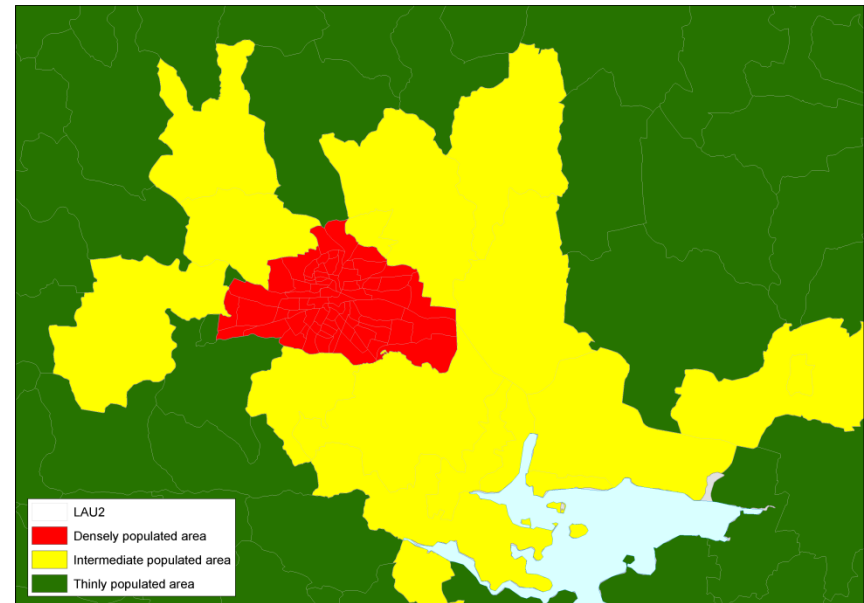 LAU2
Densely populated area
Intermediate populated area
Thinly populated area